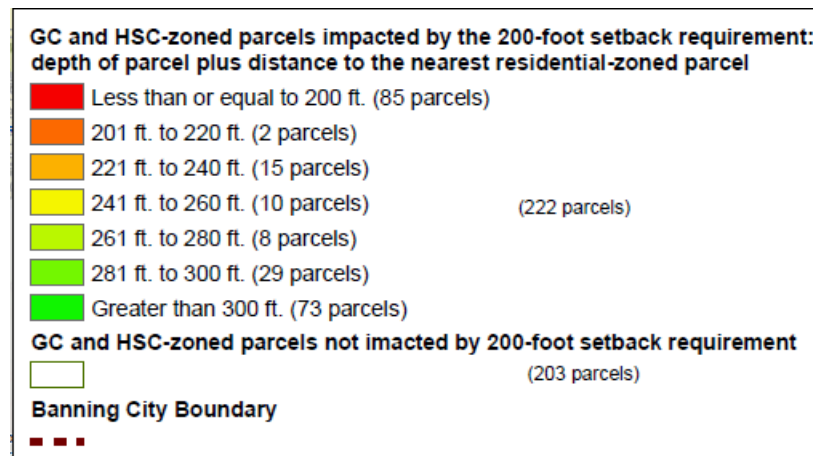 GC and HSC-zoned parcels impacted by the 200-foot setback requirement:
depth of parcel plus distance to the nearest residential-zoned parcel
Less than or equal to 200 ft. (85 parcels)
201 ft. to 220 ft. (2 parcels)
221 ft. to 240 ft. (15 parcels)
241 ft. to 260 ft. (10 parcels)
(222 parcels)
261 ft. to 280 ft. (8 parcels)
281 ft. to 300 ft. (29 parcels)
Greater than 300 ft. (73 parcels)
GC and HSC-zoned parcels not imacted by 200-foot setback requirement
(203 parcels)
Banning City Boundary